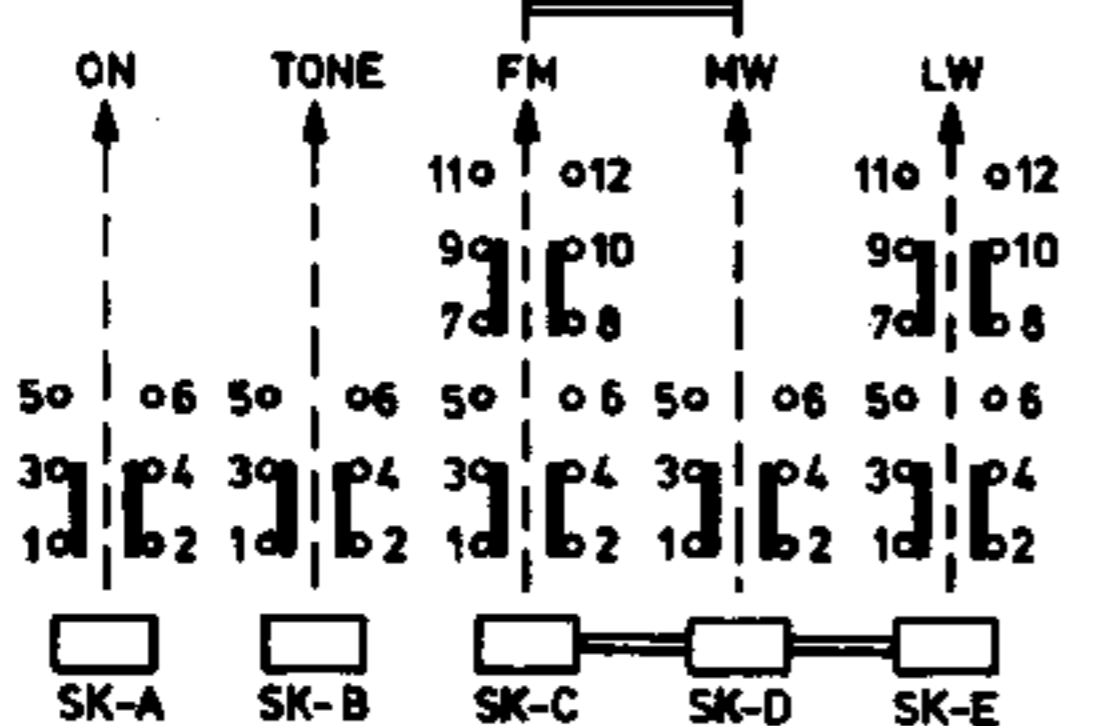 ON TONE FM MW LW
11 12 11 12
9 10 9 10
7 8 7 8
5 6 5 6 5 6 5 6 5 6
3 4 3 4 3 4 3 4 3 4
1 2 1 2 1 2 1 2 1 2
SK-A SK-B SK-C SK-D SK-E